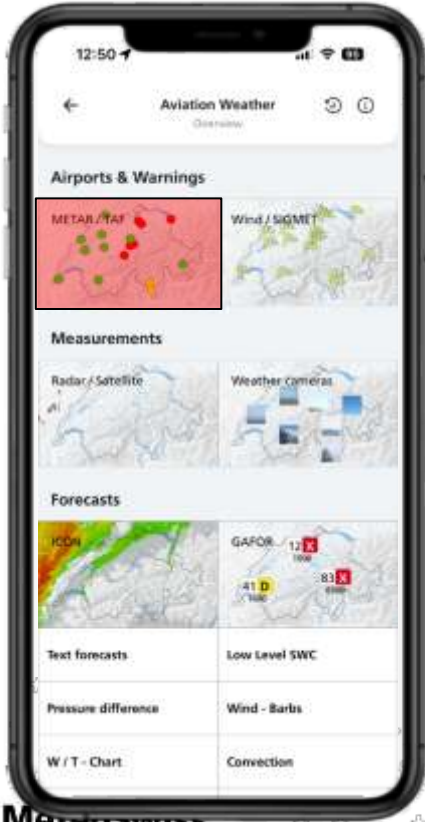 12:50
95
Aviation Weather
Overview
Airports & Warnings
METAR / TAF
Wind / SIGMET
Measurements
Radar / Satellite
Weather cameras
Forecasts
ICON
GAFOR
12 X
83 X
41 D
Text forecasts
Low Level SWC
Pressure difference
Wind - Barbs
W / T - Chart
Convection